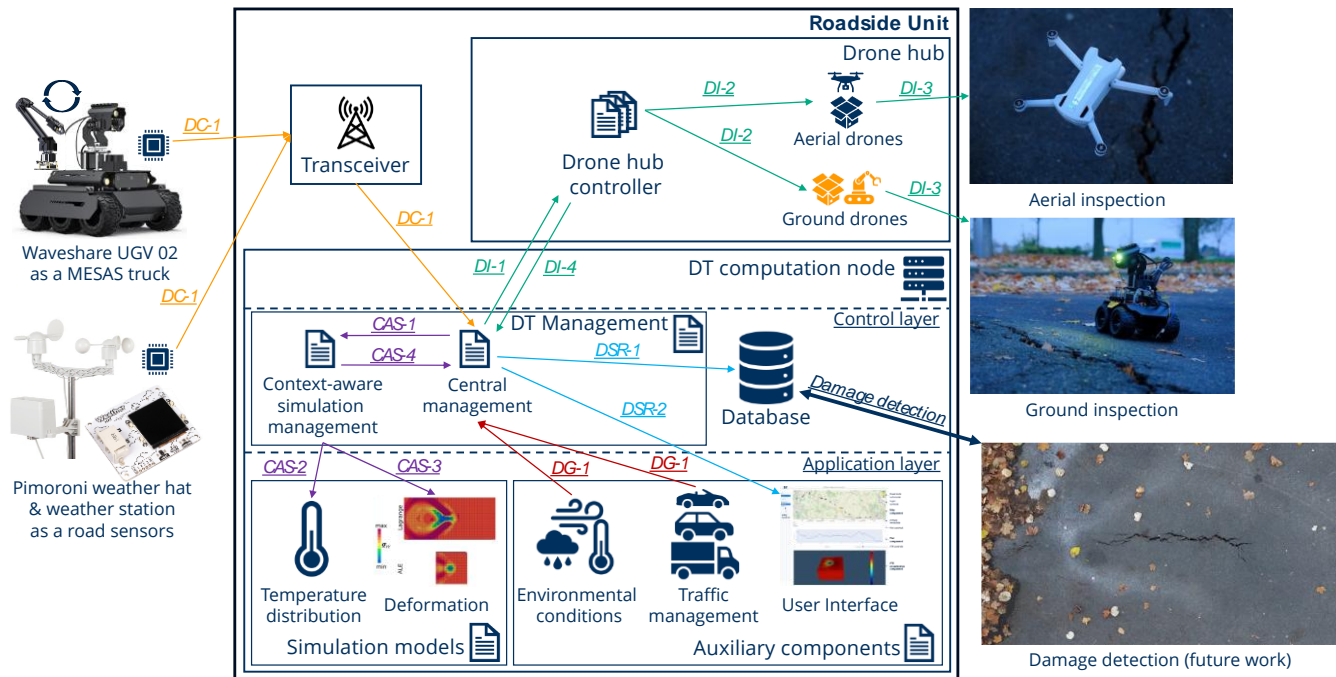 Roadside Unit
Drone hub
DI-2
DI-3
DC-1
Aerial drones
Transceiver
DI-2
Drone hub
controller
DI-3
Ground drones
Aerial inspection
Waveshare UGV 02
as a MESAS truck
DC-1
DI-1
DI-4
DT computation node
DC-1
Control layer
CAS-1
DT Management
DSR-1
CAS-4
Context-aware
simulation
management
Central
management
DSR-2
Database
Damage detection
Ground inspection
Pimoroni weather hat
& weather station
as a road sensors
CAS-2
CAS-3
DG-1
DG-1
Application layer
max
σ
min
Lagrange
ALE
Temperature
distribution
Deformation
Environmental
conditions
Traffic
management
User Interface
Simulation models
Auxiliary components
Damage detection (future work)